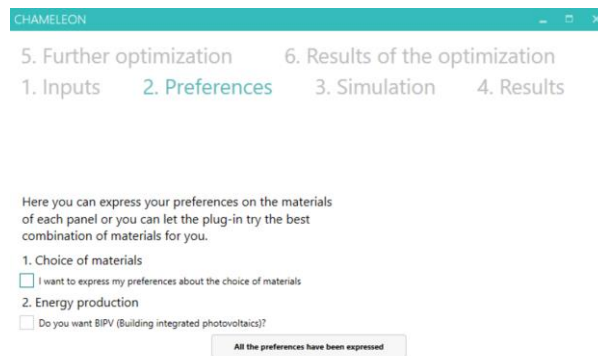 CHAMELEON
5. Further optimization 6. Results of the optimization
1. Inputs 2. Preferences 3. Simulation 4. Results
Here you can express your preferences on the materials
of each panel or you can let the plug-in try the best
combination of materials for you.
1. Choice of materials
I want to express my preferences about the choice of materials
2. Energy production
Do you want BIPV (Building integrated photovoltaics)?
All the preferences have been expressed